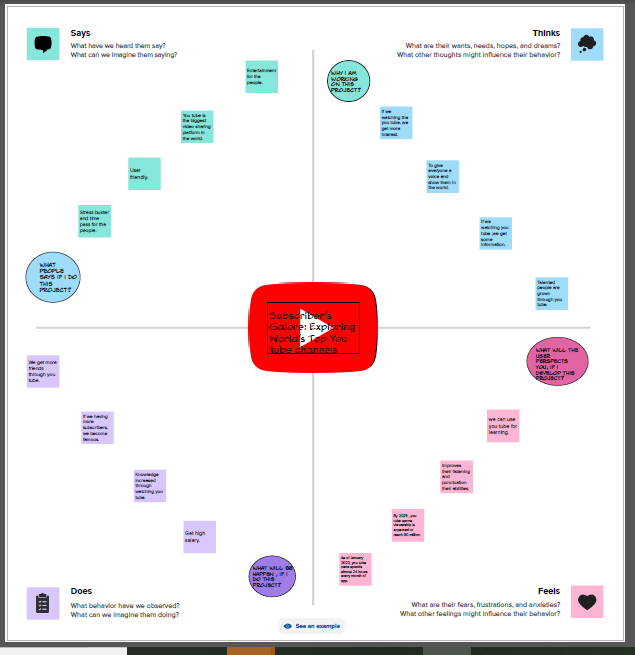 Says
What have we heard them say?
What can we imagine them saying?
Thinks
What are their wants, needs, hopes, and dreams?
What other thoughts might influence their behavior?
Entertainment
for the
people.
You tube is
the biggest
video sharing
platform in
the world.
User
friendly.
Stress buster
and time
pass for the
people.
WHAT
PEOPLE
SAYS IF I DO
THIS
PROJECT?
WHY I AM
WORKING
ON THIS
PROJECT?
If we
watching the
you tube, we
get more
interest.
To give
everyone a
voice and
show them in
the world.
If we
watching you
tube we get
some
information.
Talented
people are
grown
through you
tube.
Subscriber's
Galore: Exploring
World's Top You
tube channels
We get more
friends
through you
tube.
If we having
more
subscribers,
we become
famous.
Knowledge
increased
through
watching you
tube.
Get high
salary.
WHAT WILL BE
HAPPEN , IF I
DO THIS
PROJECT?
WHAT WILL THE
USER
PERSPECTS
YOU, IF I
DEVELOP THIS
PROJECT?
we can use
you tube for
learning.
Improves
their listening
and
punctuation
their abilities.
By 2025 , you
tube sports
viewership is
expected to
reach 90 million
As of January
2022, you tube
users spends
almost 24 hours
every month of
app.
Does
What behavior have we observed?
What can we imagine them doing?
Feels
What are their fears, frustrations, and anxieties?
What other feelings might influence their behavior?
See an example